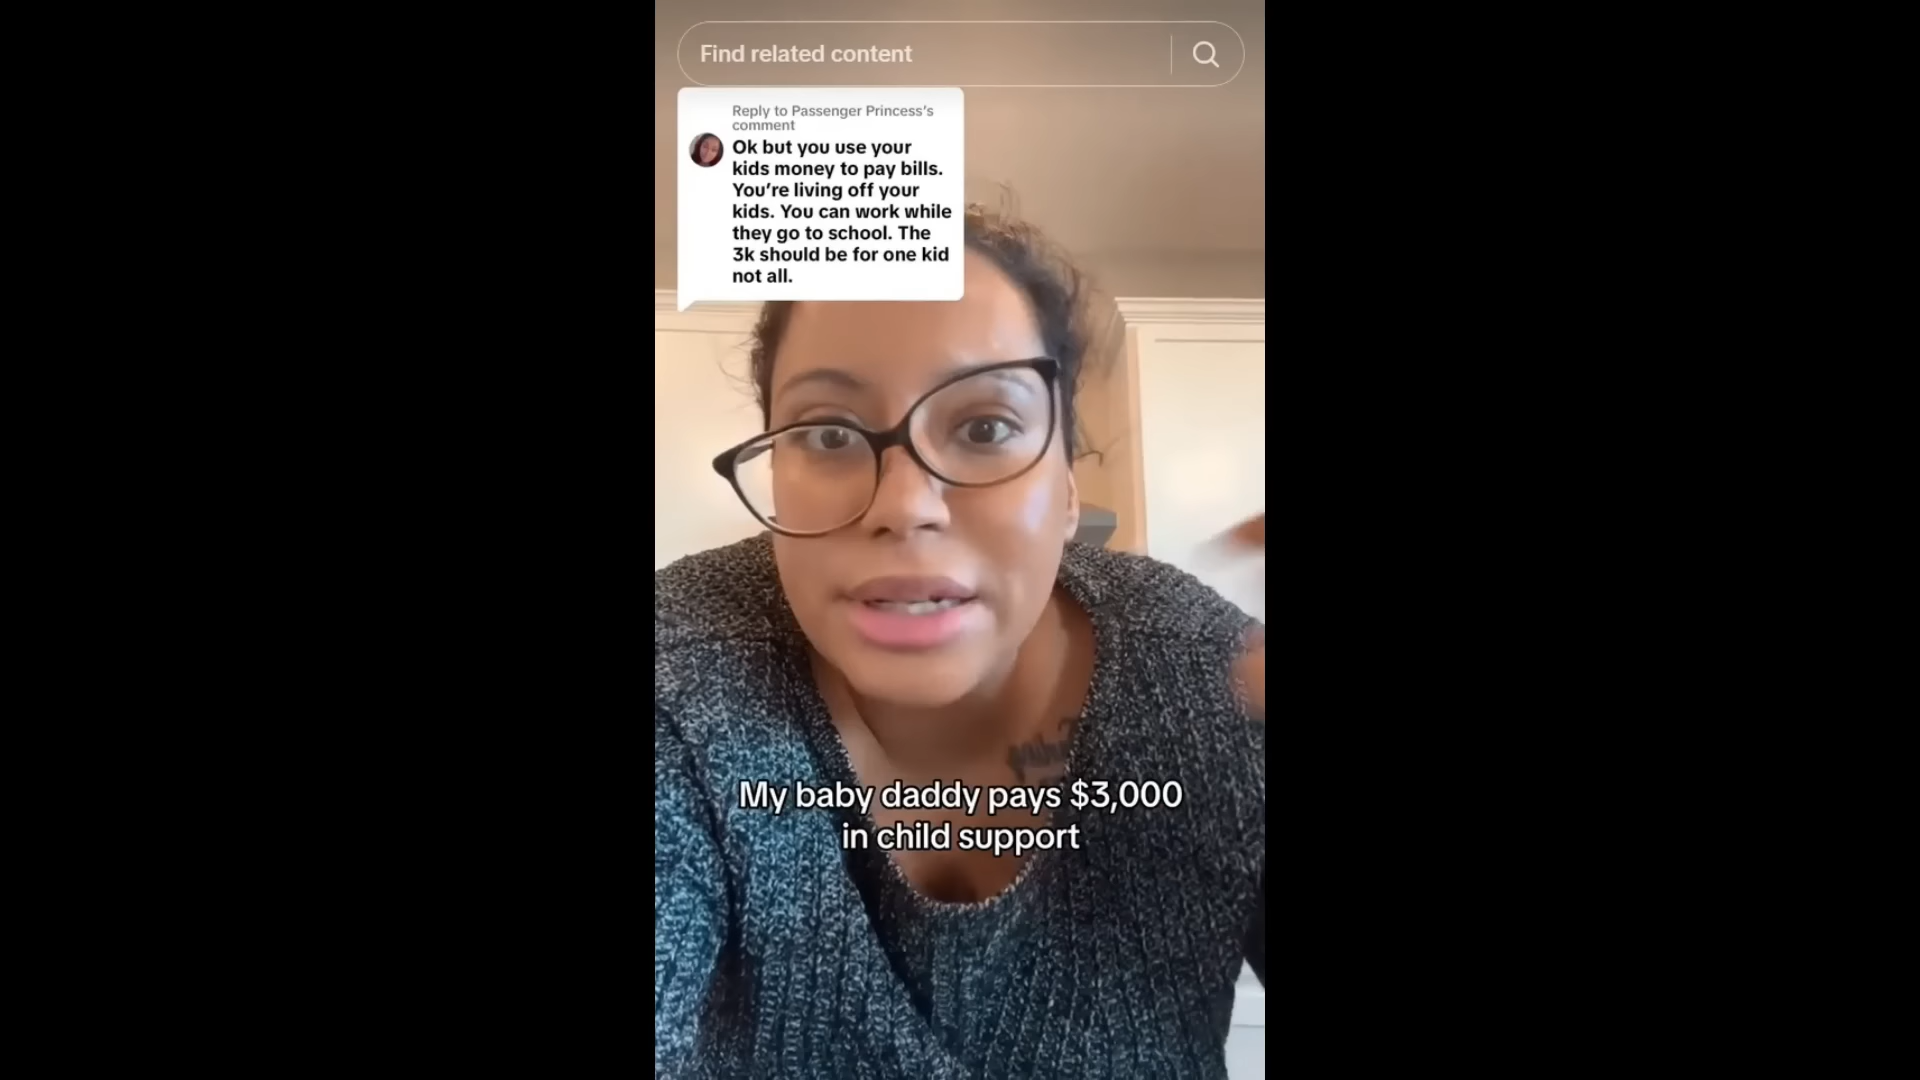 Find related content
Reply to Passenger Princess's
comment
Ok but you use your
kids money to pay bills.
You're living off your
kids. You can work while
they go to school. The
3k should be for one kid
not all.
My baby daddy pays $3,000
in child support